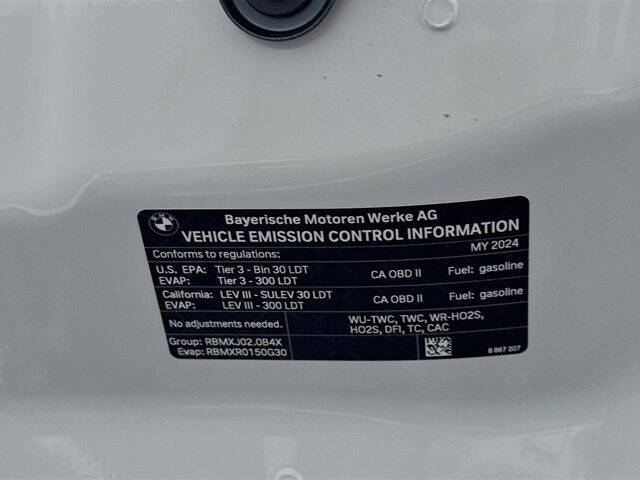 Bayerische Motoren Werke AG
VEHICLE EMISSION CONTROL INFORMATION
Conforms to regulations: MY 2024
U.S. EPA: Tier 3 - Bin 30 LDT CA OBD II Fuel: gasoline
EVAP: Tier 3 - 300 LDT
California: LEV III - SULEV 30 LDT CA OBD II Fuel: gasoline
EVAP: LEV III - 300 LDT
No adjustments needed. WU-TWC, TWC, WR-HO2S,
HO2S, DFI, TC, CAC
Group: RBMXJ02.0B4X
Evap: RBMXR0150G30 8 867 207